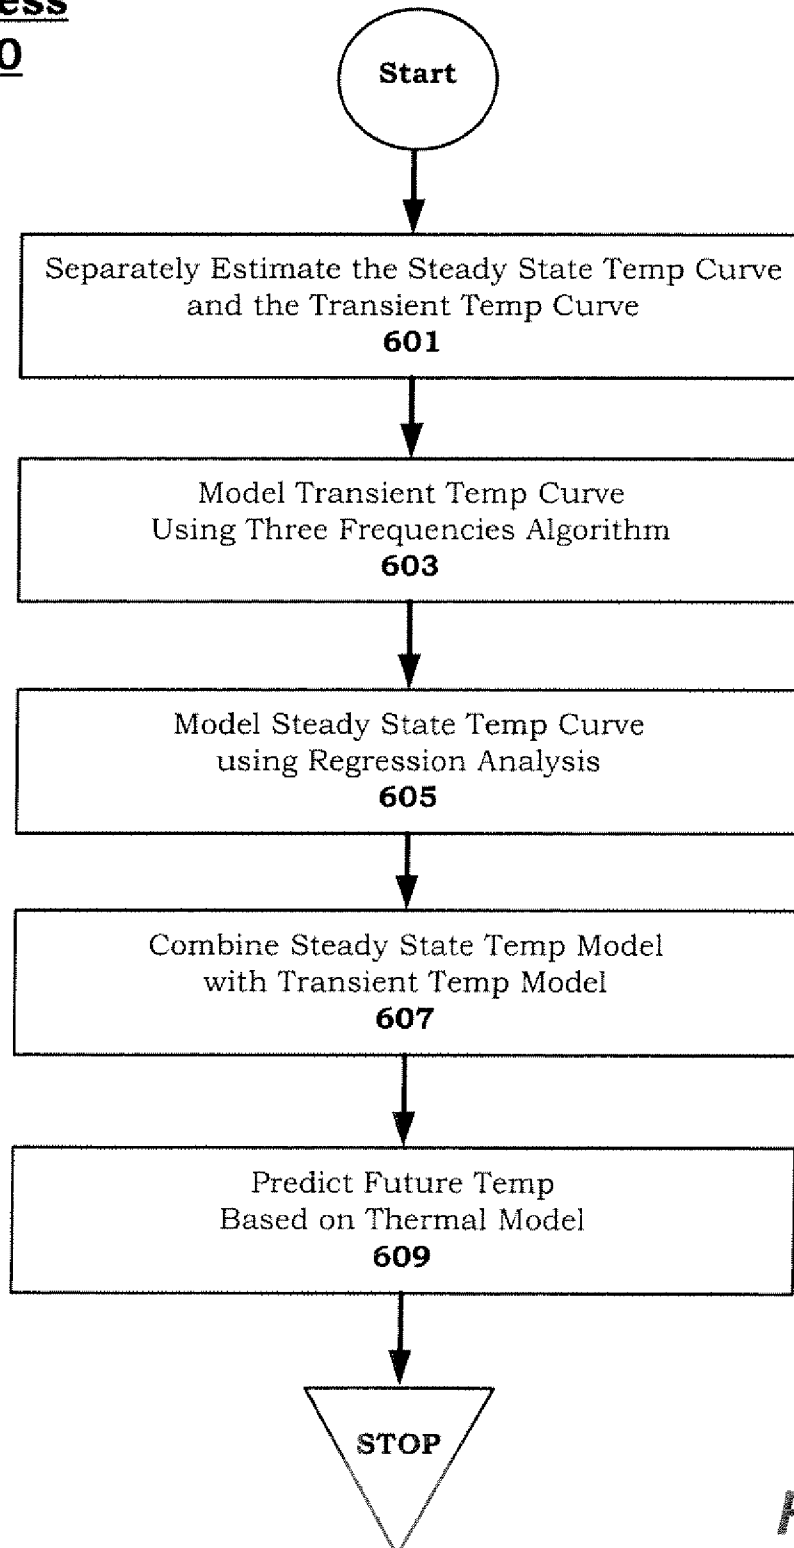 Start
Separately Estimate the Steady State Temp Curve
and the Transient Temp Curve
601
Model Transient Temp Curve
Using Three Frequencies Algorithm
603
Model Steady State Temp Curve
using Regression Analysis
605
Combine Steady State Temp Model
with Transient Temp Model
607
Predict Future Temp
Based on Thermal Model
609
STOP